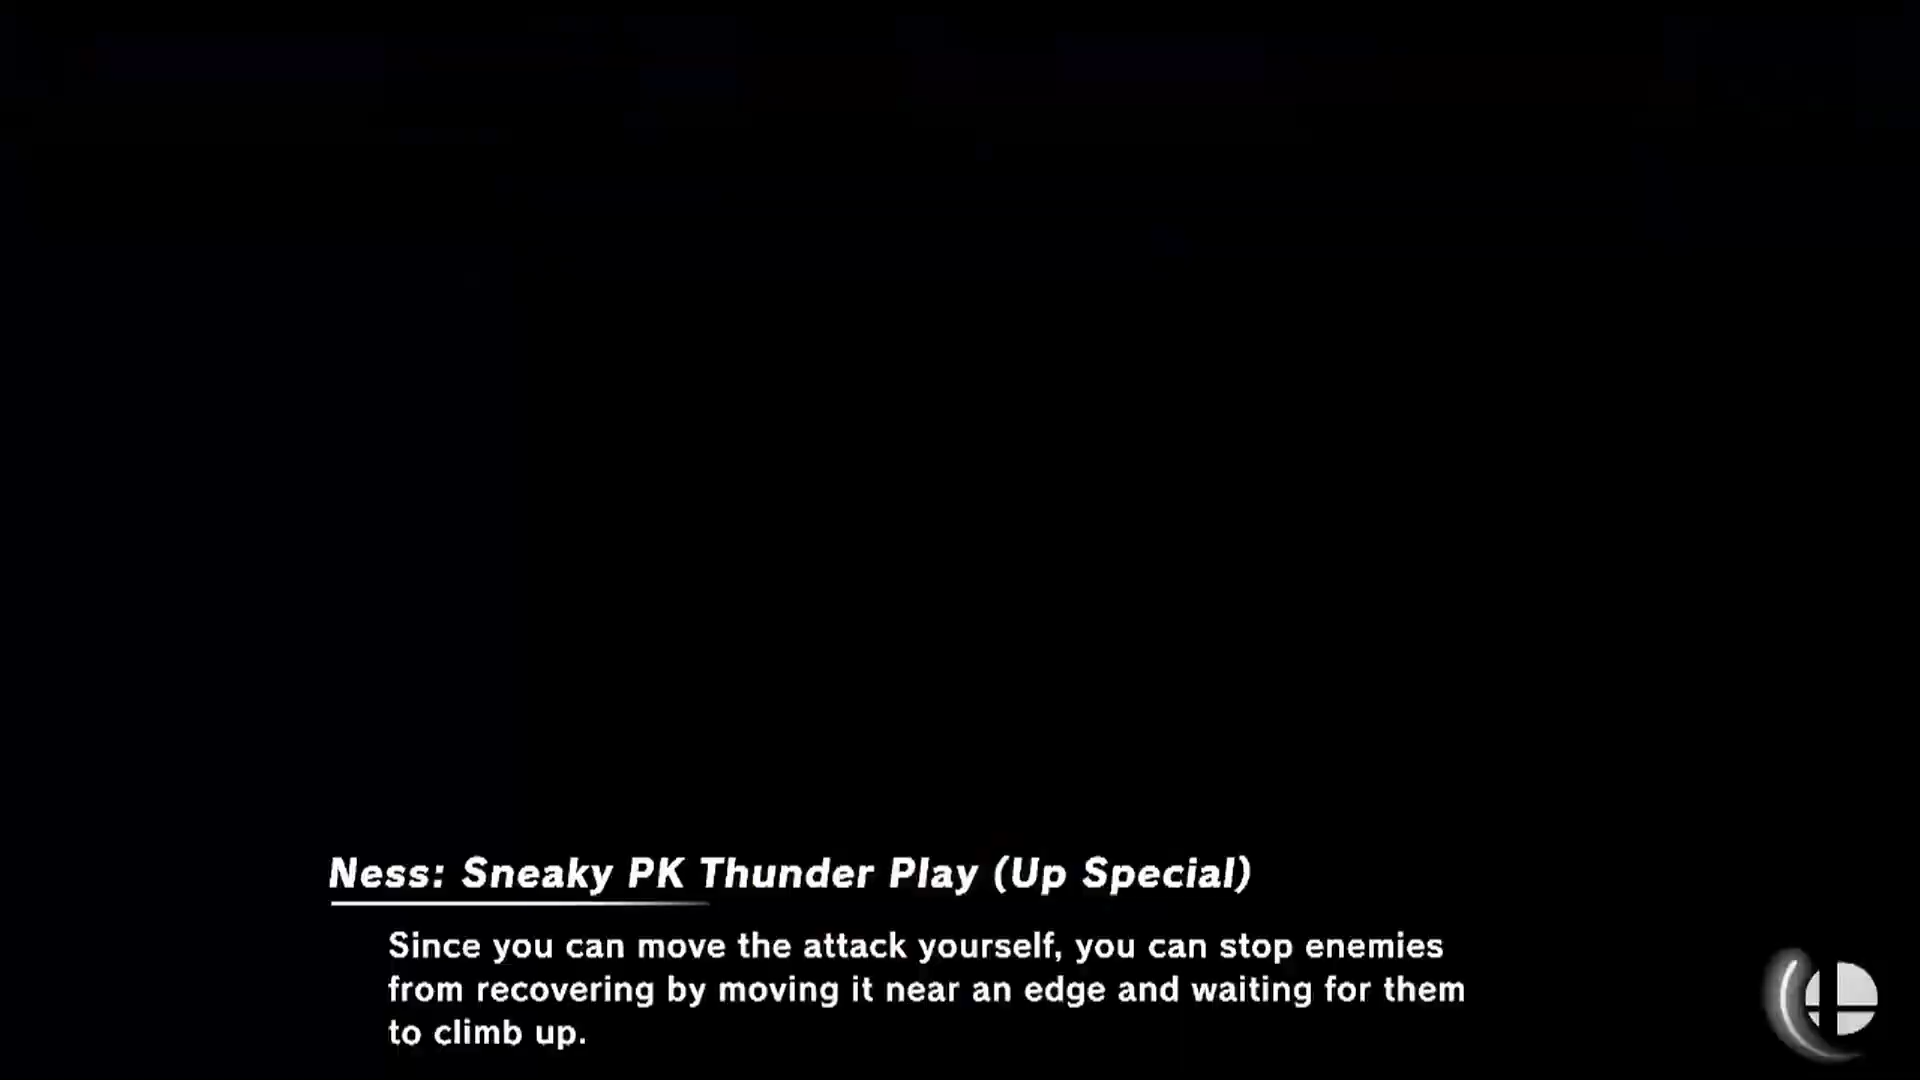 Ness: Sneaky PK Thunder Play (Up Special)
Since you can move the attack yourself, you can stop enemies
from recovering by moving it near an edge and waiting for them
to climb up.